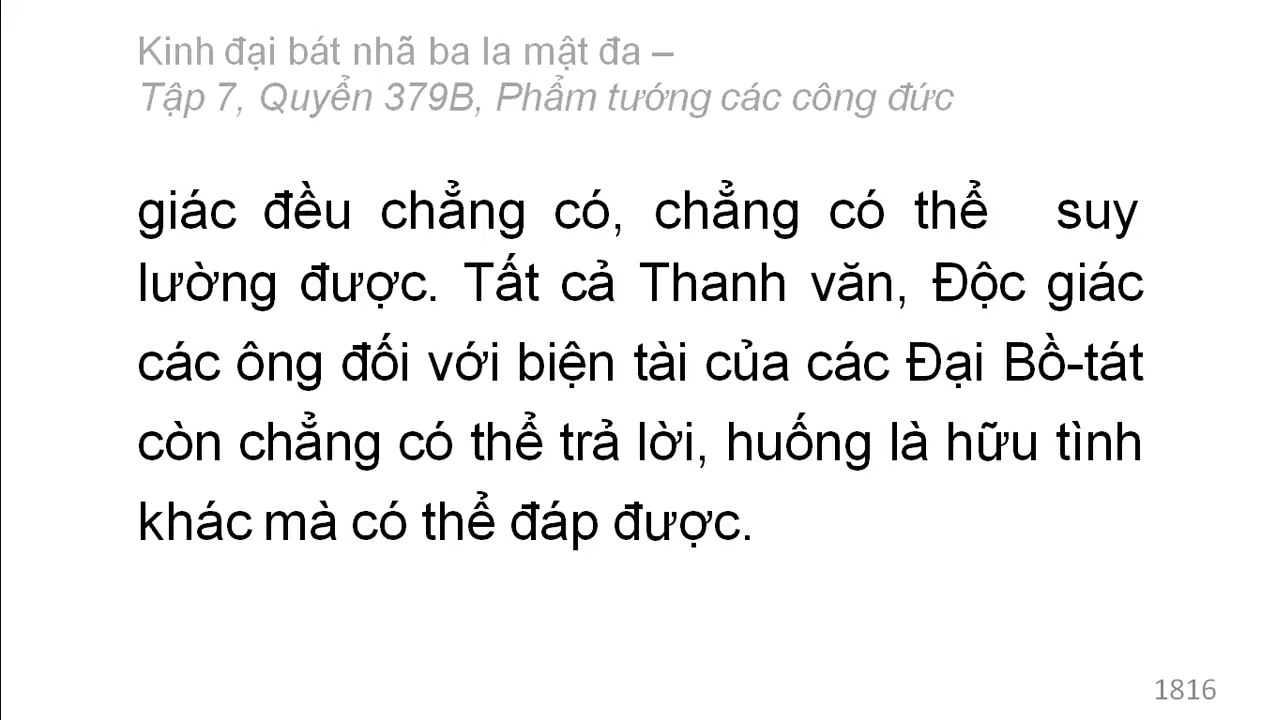 Kinh đại bát nhã ba la mật đa –
Tập 7, Quyển 379B, Phẩm tướng các công đức
giác đều chẳng có, chẳng có thể suy
lường được. Tất cả Thanh văn, Độc giác
các ông đối với biện tài của các Đại Bồ-tát
còn chẳng có thể trả lời, huống là hữu tình
khác mà có thể đáp được.
1816